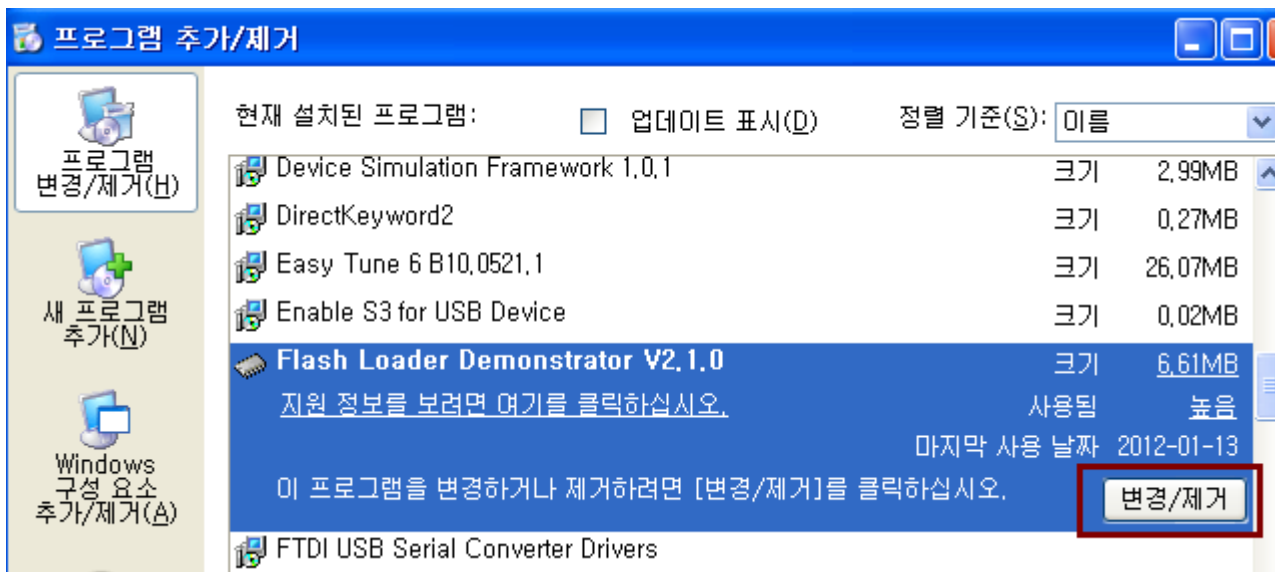 프로그램 추가/제거
프로그램
변경/제거(H)
새 프로그램
추가(N)
Windows
구성 요소
추가/제거(A)
현재 설치된 프로그램: 업데이트 표시(D) 정렬 기준(S): 이름
Device Simulation Framework 1,0,1 크기 2,99MB
DirectKeyword2 크기 0,27MB
Easy Tune 6 B10,0521,1 크기 26,07MB
Enable S3 for USB Device 크기 0,02MB
Flash Loader Demonstrator V2,1,0 크기 6,61MB
지원 정보를 보려면 여기를 클릭하십시오, 사용됨 높음
마지막 사용 날짜 2012-01-13
이 프로그램을 변경하거나 제거하려면 [변경/제거]를 클릭하십시오, 변경/제거
FTDI USB Serial Converter Drivers